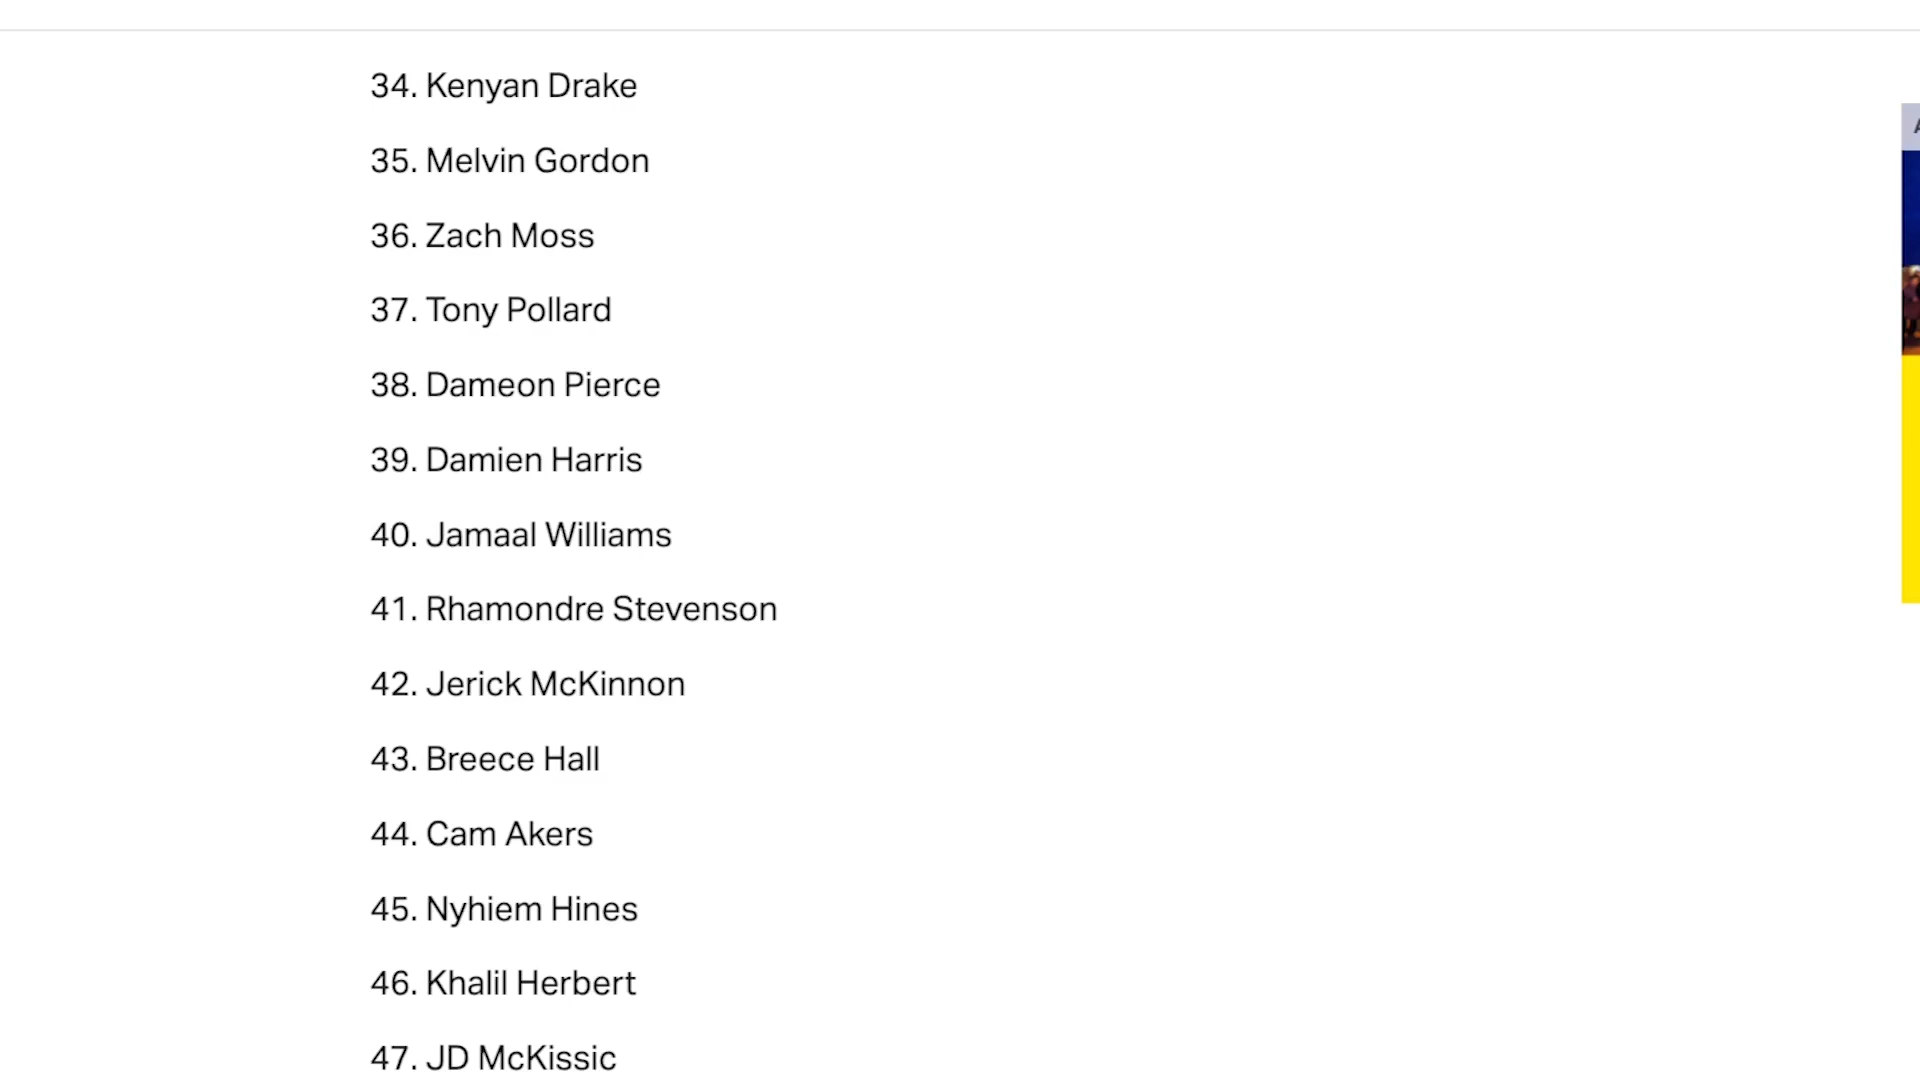 34. Kenyan Drake
35. Melvin Gordon
36. Zach Moss
37. Tony Pollard
38. Dameon Pierce
39. Damien Harris
40. Jamaal Williams
41. Rhamondre Stevenson
42. Jerick McKinnon
43. Breece Hall
44. Cam Akers
45. Nyhiem Hines
46. Khalil Herbert
47. JD McKissic